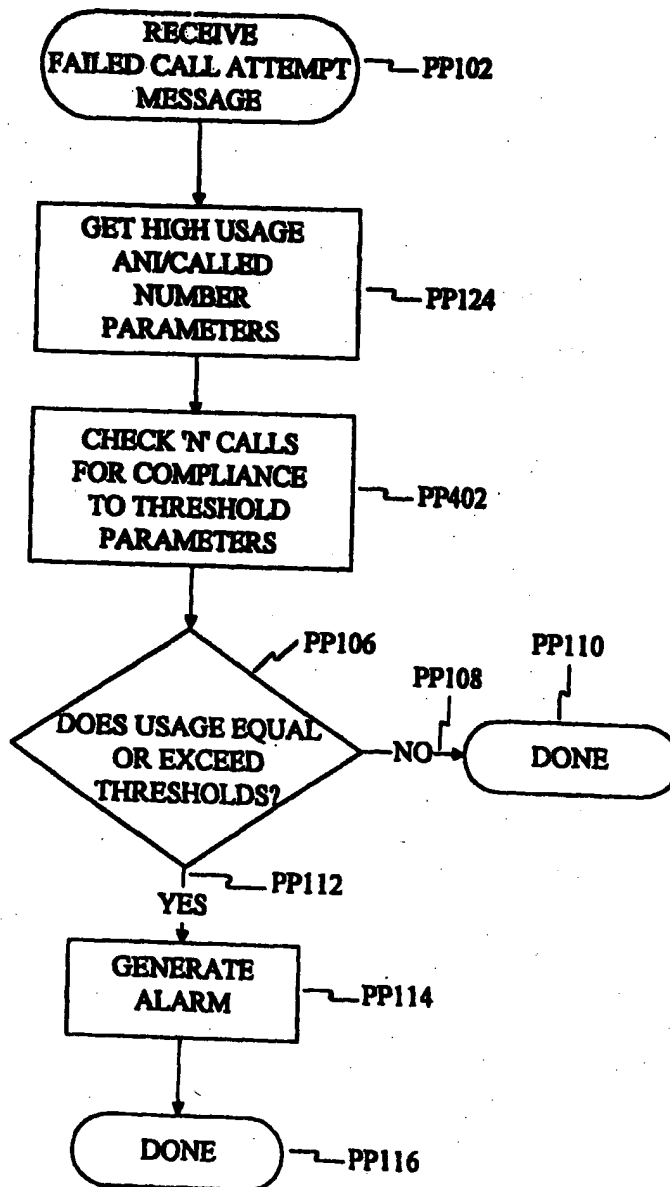 RECEIVE
FAILED CALL ATTEMPT
MESSAGE
PP102
GET HIGH USAGE
ANI/CALLED
NUMBER
PARAMETERS
PP124
CHECK 'N' CALLS
FOR COMPLIANCE
TO THRESHOLD
PARAMETERS
PP402
PP106
DOES USAGE EQUAL
OR EXCEED
THRESHOLDS?
PP108
NO
PP110
DONE
PP112
YES
GENERATE
ALARM
PP114
DONE
PP116